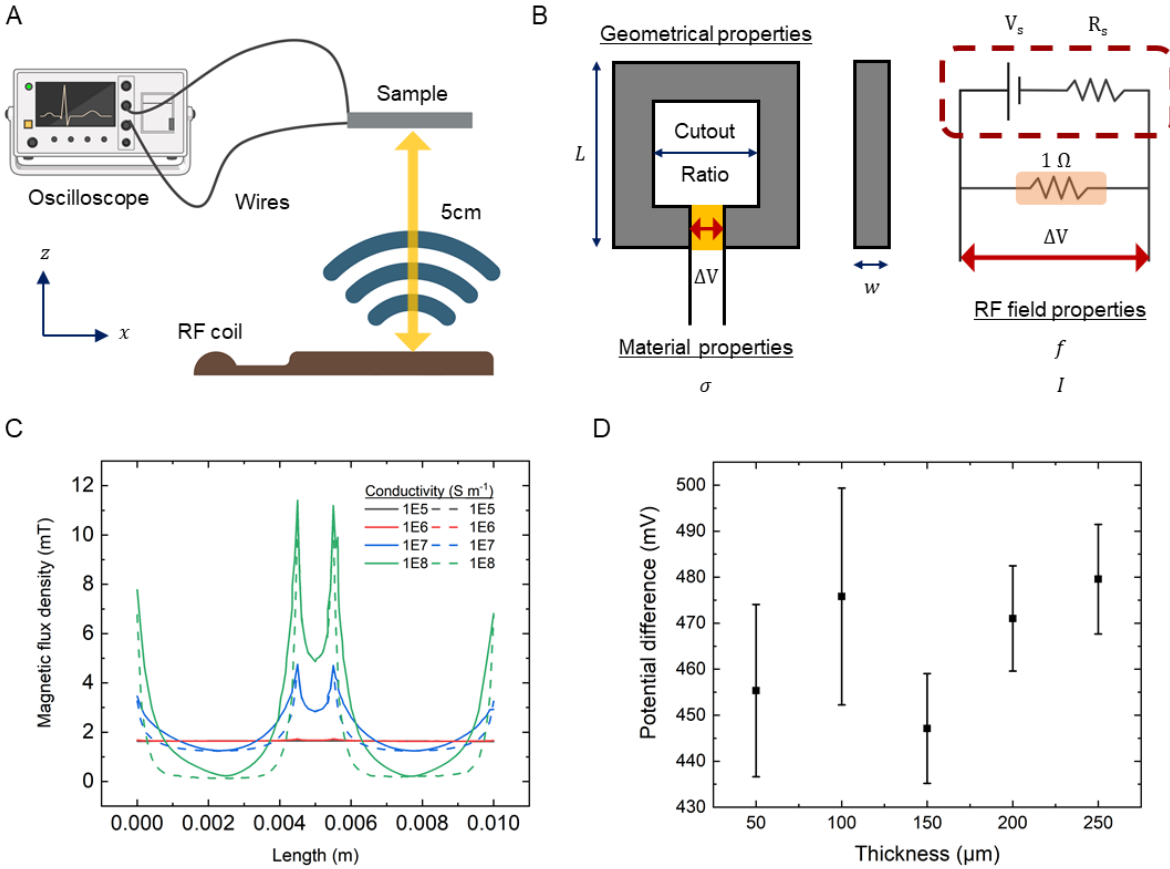 A
Sample
Oscilloscope
Wires
5cm
z
x
RF coil
B
Geometrical properties
L
Cutout
Ratio
ΔV
w
Material properties
σ
V_s
R_s
1 Ω
ΔV
RF field properties
f
I
C
Magnetic flux density (mT)
12
10
8
6
4
2
0
Conductivity (S m⁻¹)
1E5 1E5
1E6 1E6
1E7 1E7
1E8 1E8
0.000 0.002 0.004 0.006 0.008 0.010
Length (m)
D
Potential difference (mV)
500
490
480
470
460
450
440
430
50 100 150 200 250
Thickness (µm)